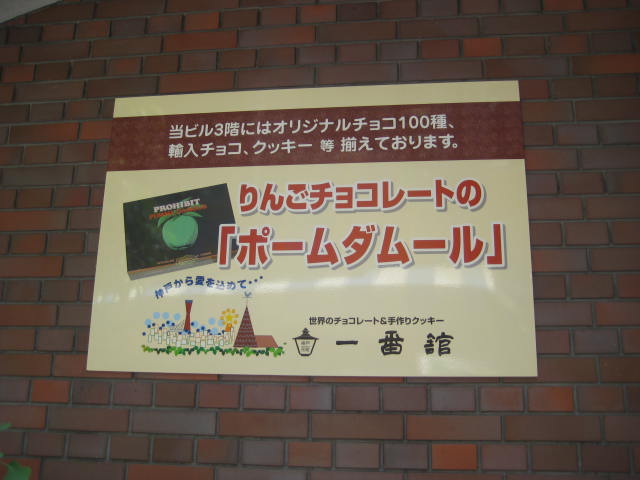 当ビル3階にはオリジナルチョコ100種、
輸入チョコ、クッキー 等 揃えております。
りんごチョコレートの
「ポームダムール」
PROHIBIT
神戸から愛を込めて・・・
世界のチョコレート&手作りクッキー
一番舘